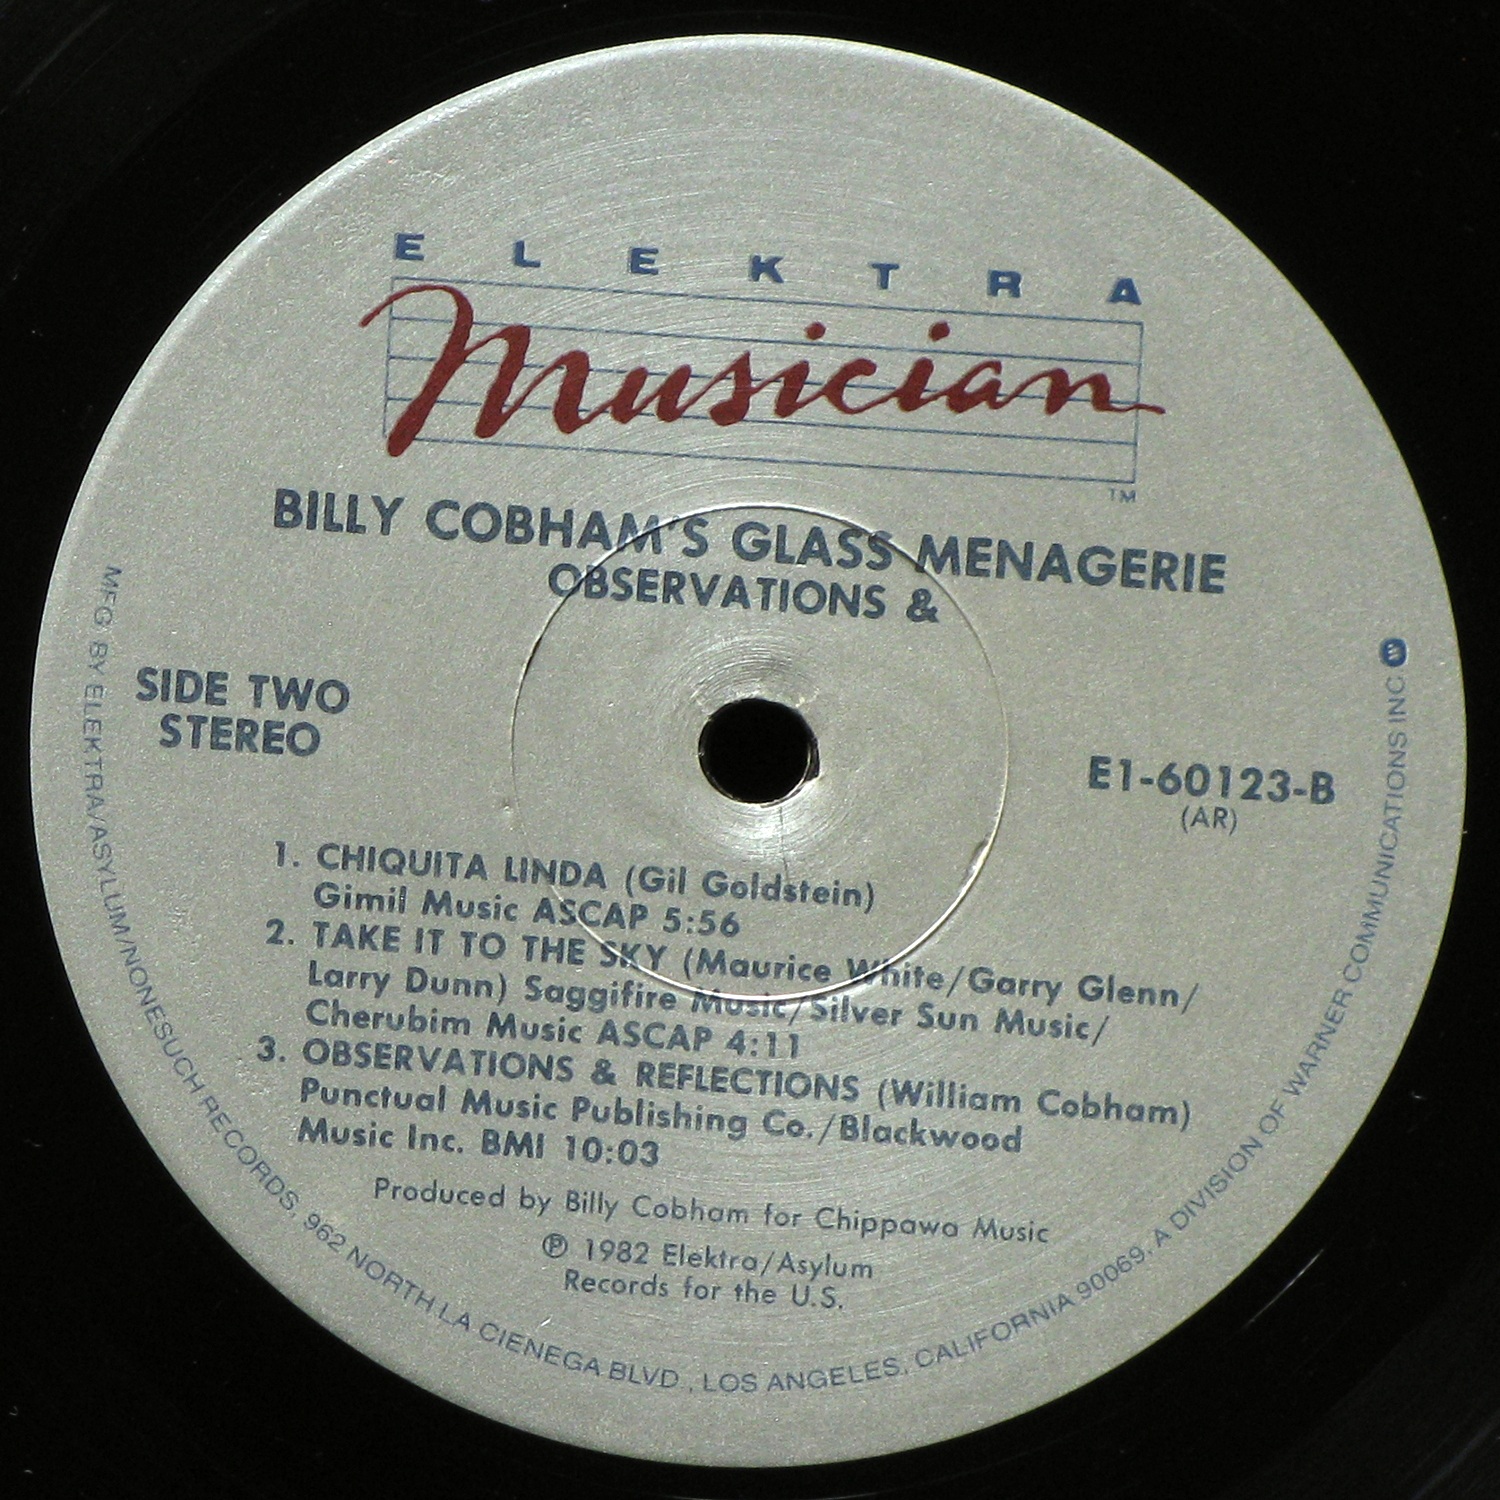 ELEKTRA
Musician
TM
BILLY COBHAM'S GLASS MENAGERIE
OBSERVATIONS &
SIDE TWO
STEREO
E1-60123-B
(AR)
1. CHIQUITA LINDA (Gil Goldstein)
Gimil Music ASCAP 5:56
2. TAKE IT TO THE SKY (Maurice White/Garry Glenn/
Larry Dunn) Saggifire Music/Silver Sun Music/
Cherubim Music ASCAP 4:11
3. OBSERVATIONS & REFLECTIONS (William Cobham)
Punctual Music Publishing Co./Blackwood
Music Inc. BMI 10:03
Produced by Billy Cobham for Chippawa Music
℗ 1982 Elektra/Asylum
Records for the U.S.
MFG BY ELEKTRA/ASYLUM/NONESUCH RECORDS, 962 NORTH LA CIENEGA BLVD., LOS ANGELES, CALIFORNIA 90069. A DIVISION OF WARNER COMMUNICATIONS INC